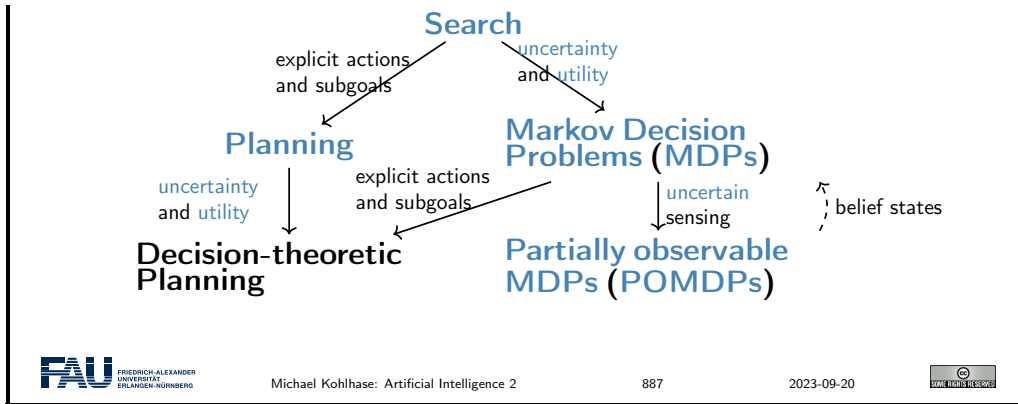 Search
explicit actions
and subgoals
uncertainty
and utility
Planning
Markov Decision
Problems (MDPs)
uncertainty
and utility
explicit actions
and subgoals
uncertain
sensing
belief states
Decision-theoretic
Planning
Partially observable
MDPs (POMDPs)
FAU
FRIEDRICH-ALEXANDER
UNIVERSITÄT
ERLANGEN-NÜRNBERG
Michael Kohlhase: Artificial Intelligence 2
887
2023-09-20
cc
SOME RIGHTS RESERVED